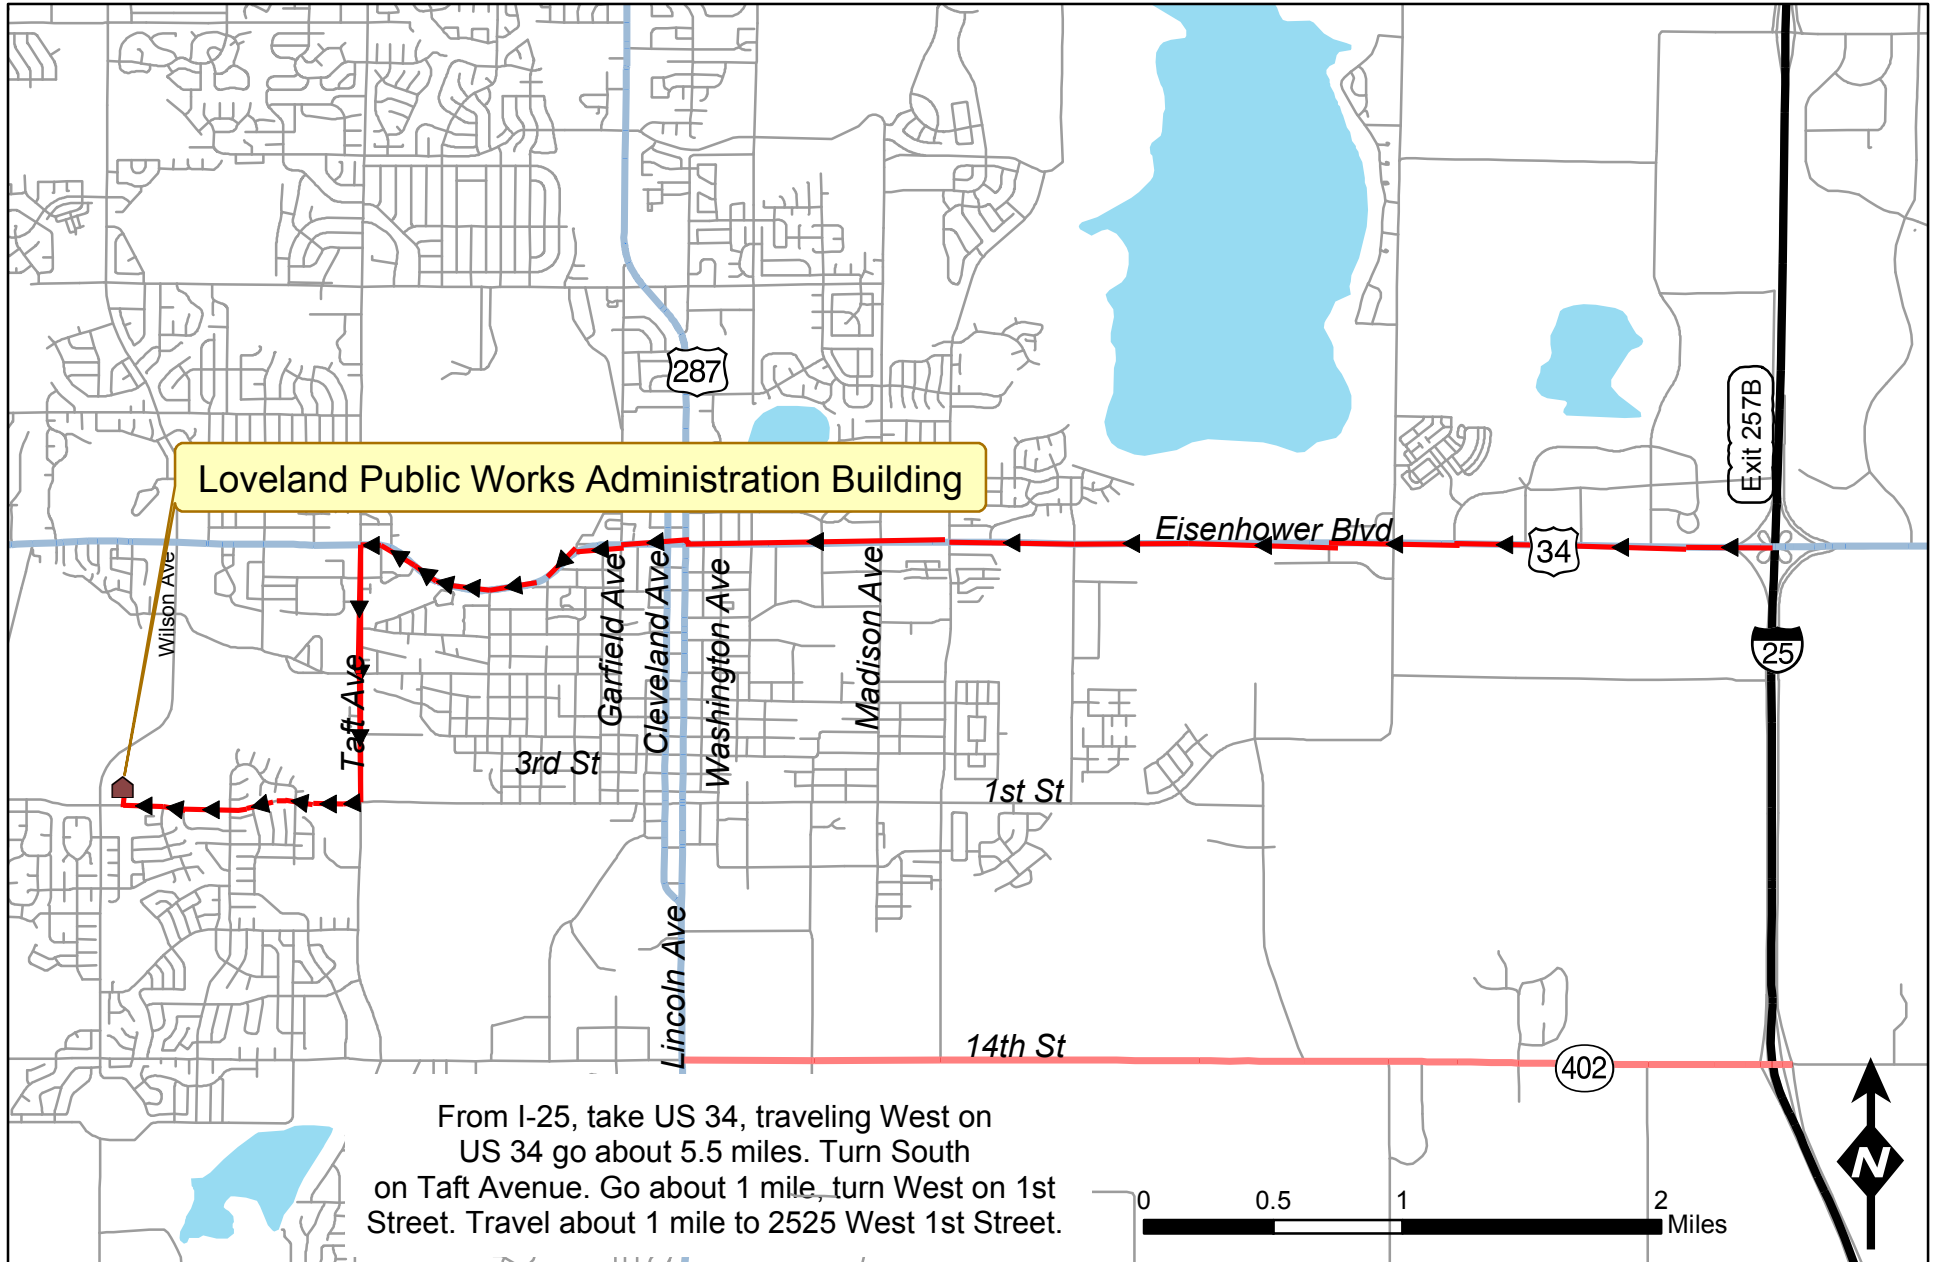 287
Exit 257B
Loveland Public Works Administration Building
Eisenhower Blvd
34
Wilson Ave
Garfield Ave
Cleveland Ave
Washington Ave
Madison Ave
25
Taft Ave
3rd St
1st St
Lincoln Ave
14th St
402
From I-25, take US 34, traveling West on
US 34 go about 5.5 miles. Turn South
on Taft Avenue. Go about 1 mile, turn West on 1st
Street. Travel about 1 mile to 2525 West 1st Street.
0 0.5 1 2
Miles
N